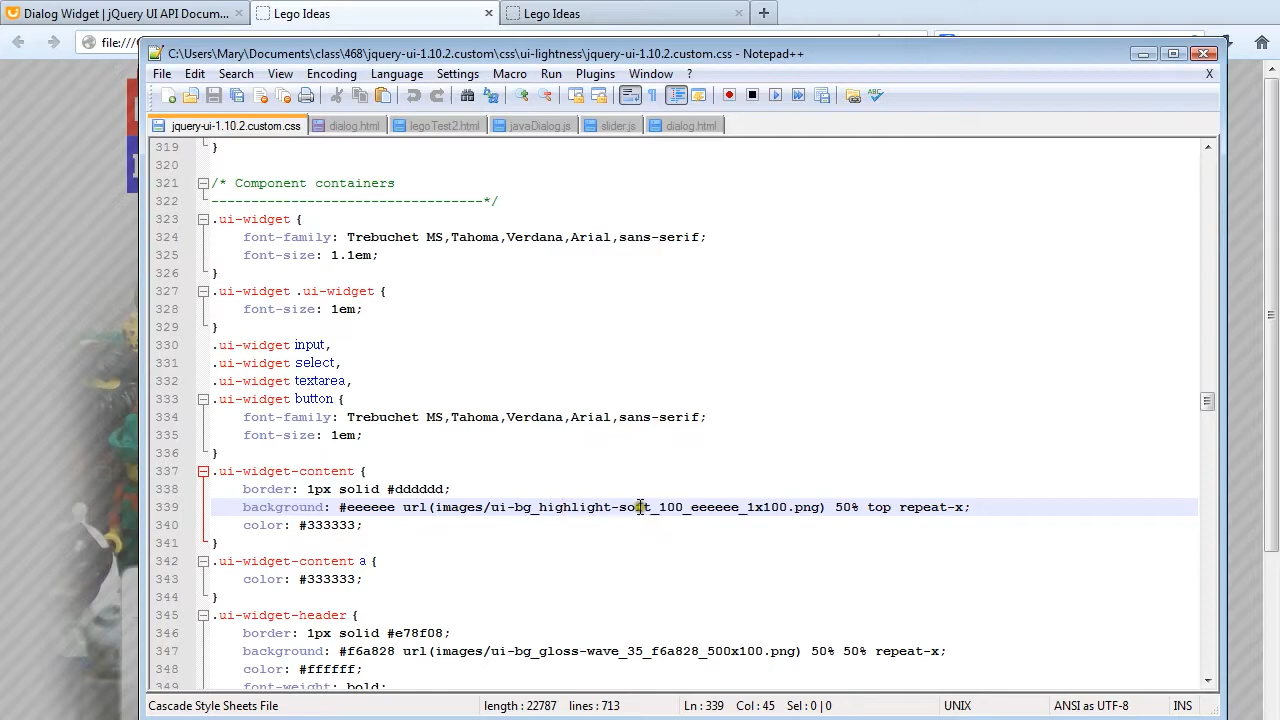 Dialog Widget | jQuery UI API Docum...
Lego Ideas
Lego Ideas
file:///
C:\Users\Mary\Documents\class\468\jquery-ui-1.10.2.custom\css\ui-lightness\jquery-ui-1.10.2.custom.css - Notepad++
File Edit Search View Encoding Language Settings Macro Run Plugins Window ? X
jquery-ui-1.10.2.custom.css dialog.html legoTest2.html javaDialog.js slider.js dialog.html
319 }
320
321 /* Component containers
322 ----------------------------------*/
323 .ui-widget {
324 font-family: Trebuchet MS,Tahoma,Verdana,Arial,sans-serif;
325 font-size: 1.1em;
326 }
327 .ui-widget .ui-widget {
328 font-size: 1em;
329 }
330 .ui-widget input,
331 .ui-widget select,
332 .ui-widget textarea,
333 .ui-widget button {
334 font-family: Trebuchet MS,Tahoma,Verdana,Arial,sans-serif;
335 font-size: 1em;
336 }
337 .ui-widget-content {
338 border: 1px solid #dddddd;
339 background: #eeeeee url(images/ui-bg_highlight-soft_100_eeeeee_1x100.png) 50% top repeat-x;
340 color: #333333;
341 }
342 .ui-widget-content a {
343 color: #333333;
344 }
345 .ui-widget-header {
346 border: 1px solid #e78f08;
347 background: #f6a828 url(images/ui-bg_gloss-wave_35_f6a828_500x100.png) 50% 50% repeat-x;
348 color: #ffffff;
349 font-weight: bold;
Cascade Style Sheets File length : 22787 lines : 713 Ln : 339 Col : 45 Sel : 0 | 0 UNIX ANSI as UTF-8 INS